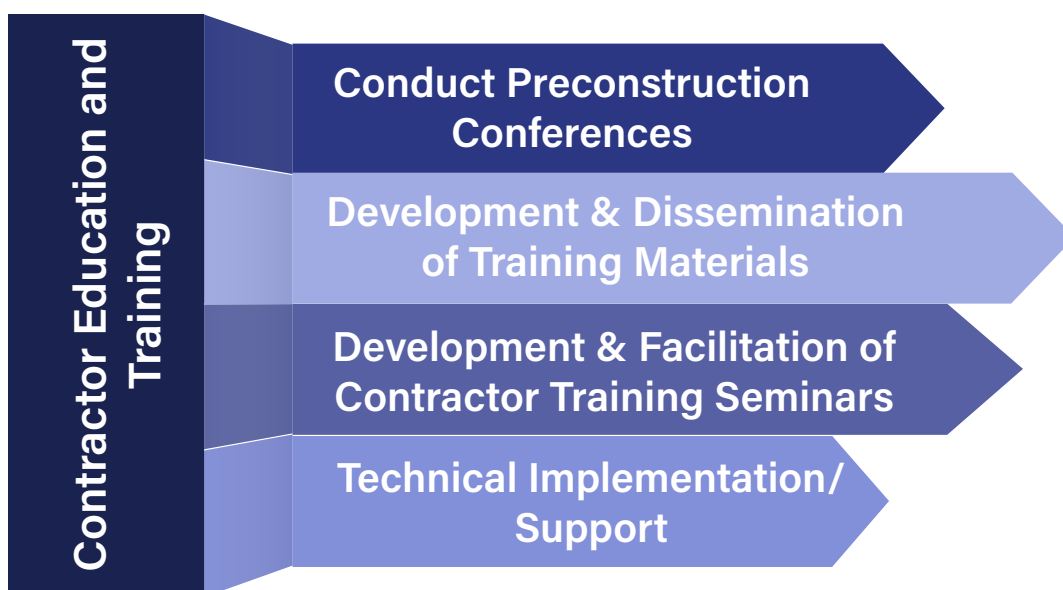 Contractor Education and
Training
Conduct Preconstruction
Conferences
Development & Dissemination
of Training Materials
Development & Facilitation of
Contractor Training Seminars
Technical Implementation/
Support